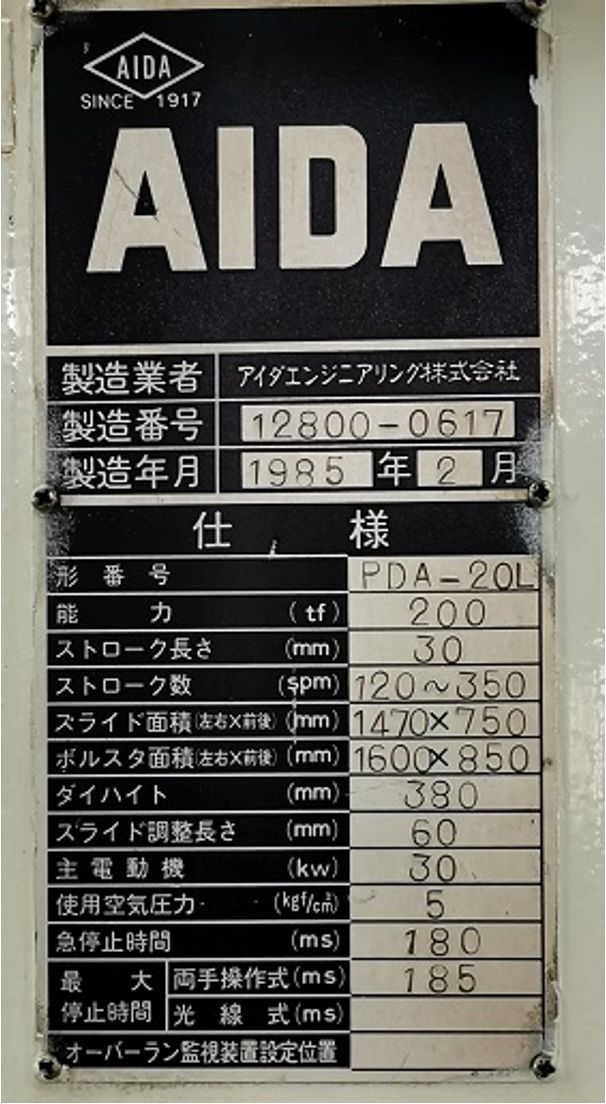 AIDA
SINCE 1917
AIDA
製造業者 アイダエンジニアリング株式会社
製造番号 12800-0617
製造年月 1985年2月
仕様
形番号 PDA-20L
能力 (tf) 200
ストローク長さ (mm) 30
ストローク数 (spm) 120~350
スライド面積(左右×前後) (mm) 1470×750
ボルスタ面積(左右×前後) (mm) 1600×850
ダイハイト (mm) 380
スライド調整長さ (mm) 60
主電動機 (kw) 30
使用空気圧力 (kgf/cm²) 5
急停止時間 (ms) 180
最大停止時間 両手操作式(ms) 185
光線式(ms)
オーバーラン監視装置設定位置